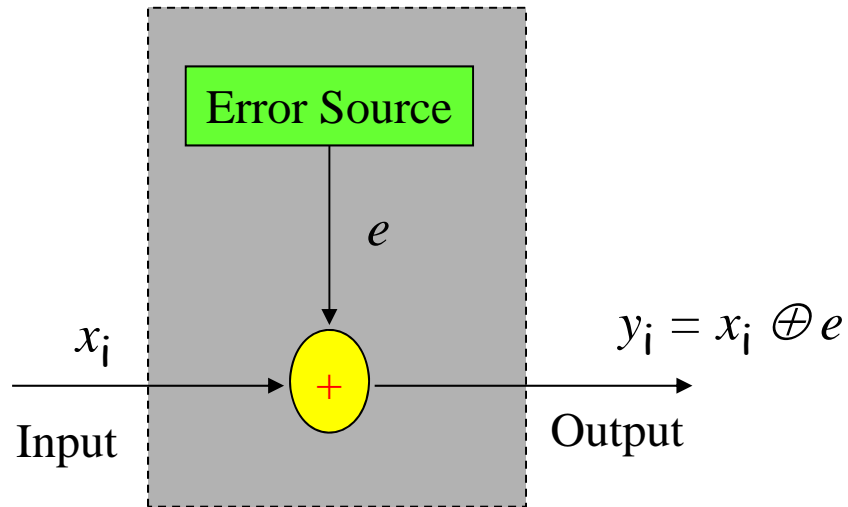 Error Source
e
xᵢ
+
yᵢ = xᵢ ⊕ e
Input
Output